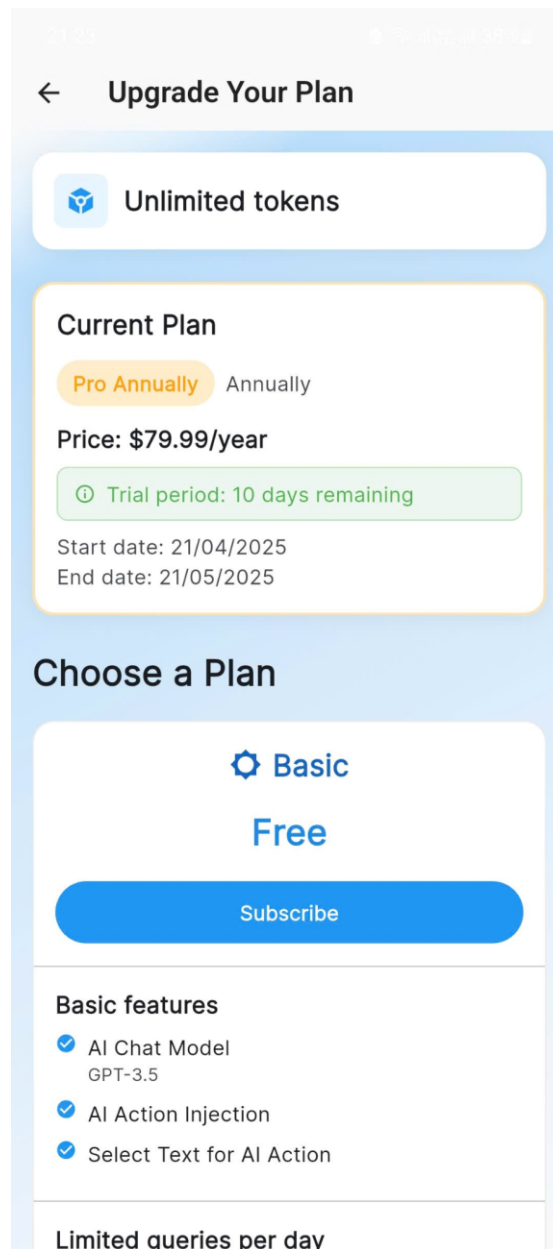 21:23
Upgrade Your Plan
Unlimited tokens
Current Plan
Pro Annually Annually
Price: $79.99/year
Trial period: 10 days remaining
Start date: 21/04/2025
End date: 21/05/2025
Choose a Plan
Basic
Free
Subscribe
Basic features
AI Chat Model
GPT-3.5
AI Action Injection
Select Text for AI Action
Limited queries per day